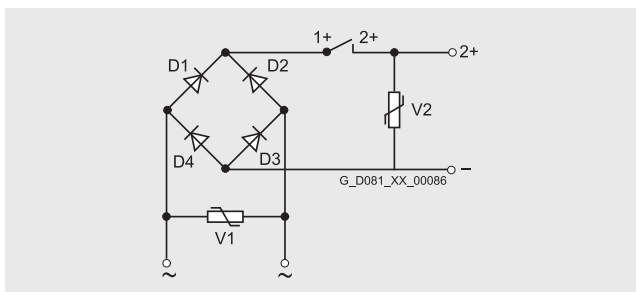 1+ 2+
2+
D1 D2
V2
D4 D3
G_D081_XX_00086
−
V1
~ ~